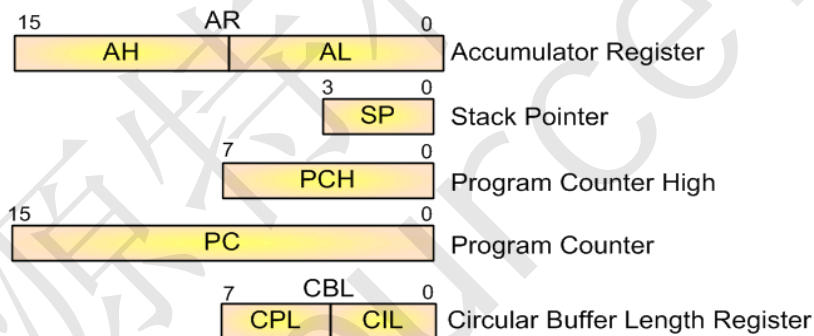 15 AR 0
AH AL Accumulator Register
3 0
SP Stack Pointer
7 0
PCH Program Counter High
15 0
PC Program Counter
7 CBL 0
CPL CIL Circular Buffer Length Register